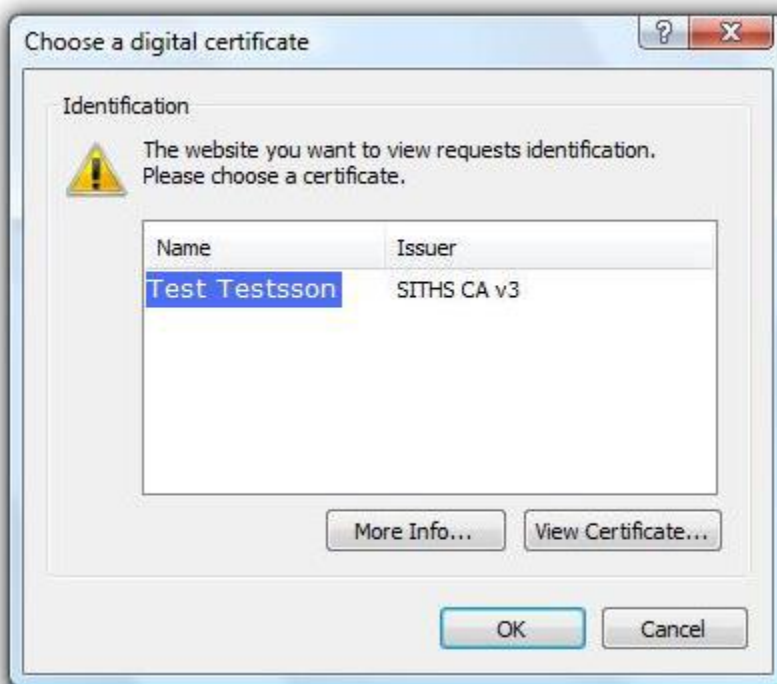 Choose a digital certificate
Identification
The website you want to view requests identification.
Please choose a certificate.
Name Issuer
Test Testsson SITHS CA v3
More Info... View Certificate...
OK Cancel